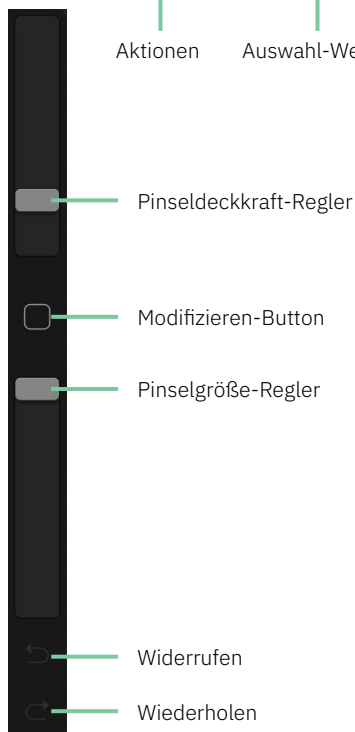 Aktionen
Pinseldeckkraft-Regler
Modifizieren-Button
Pinselgröße-Regler
Widerrufen
Wiederholen